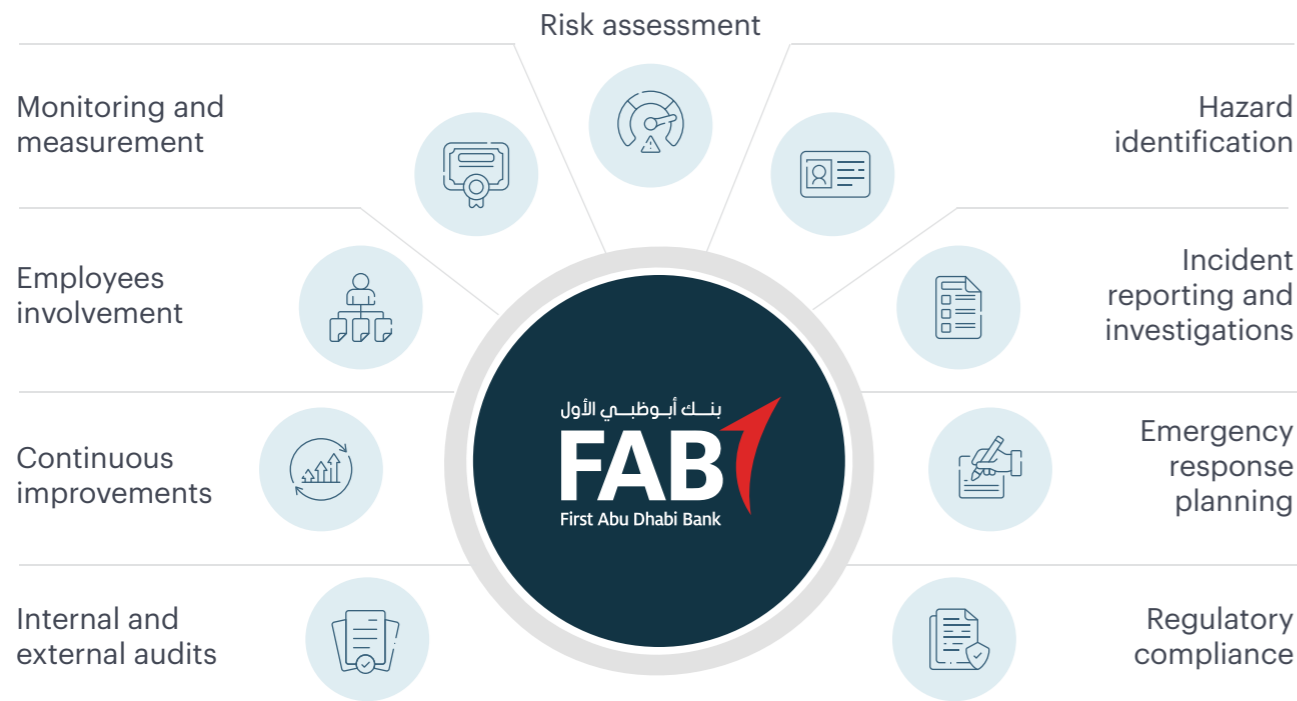 Risk assessment
Monitoring and
measurement
Hazard
identification
Employees
involvement
Incident
reporting and
investigations
Continuous
improvements
Emergency
response
planning
Internal and
external audits
Regulatory
compliance
بنك أبوظبي الأول
FAB
First Abu Dhabi Bank